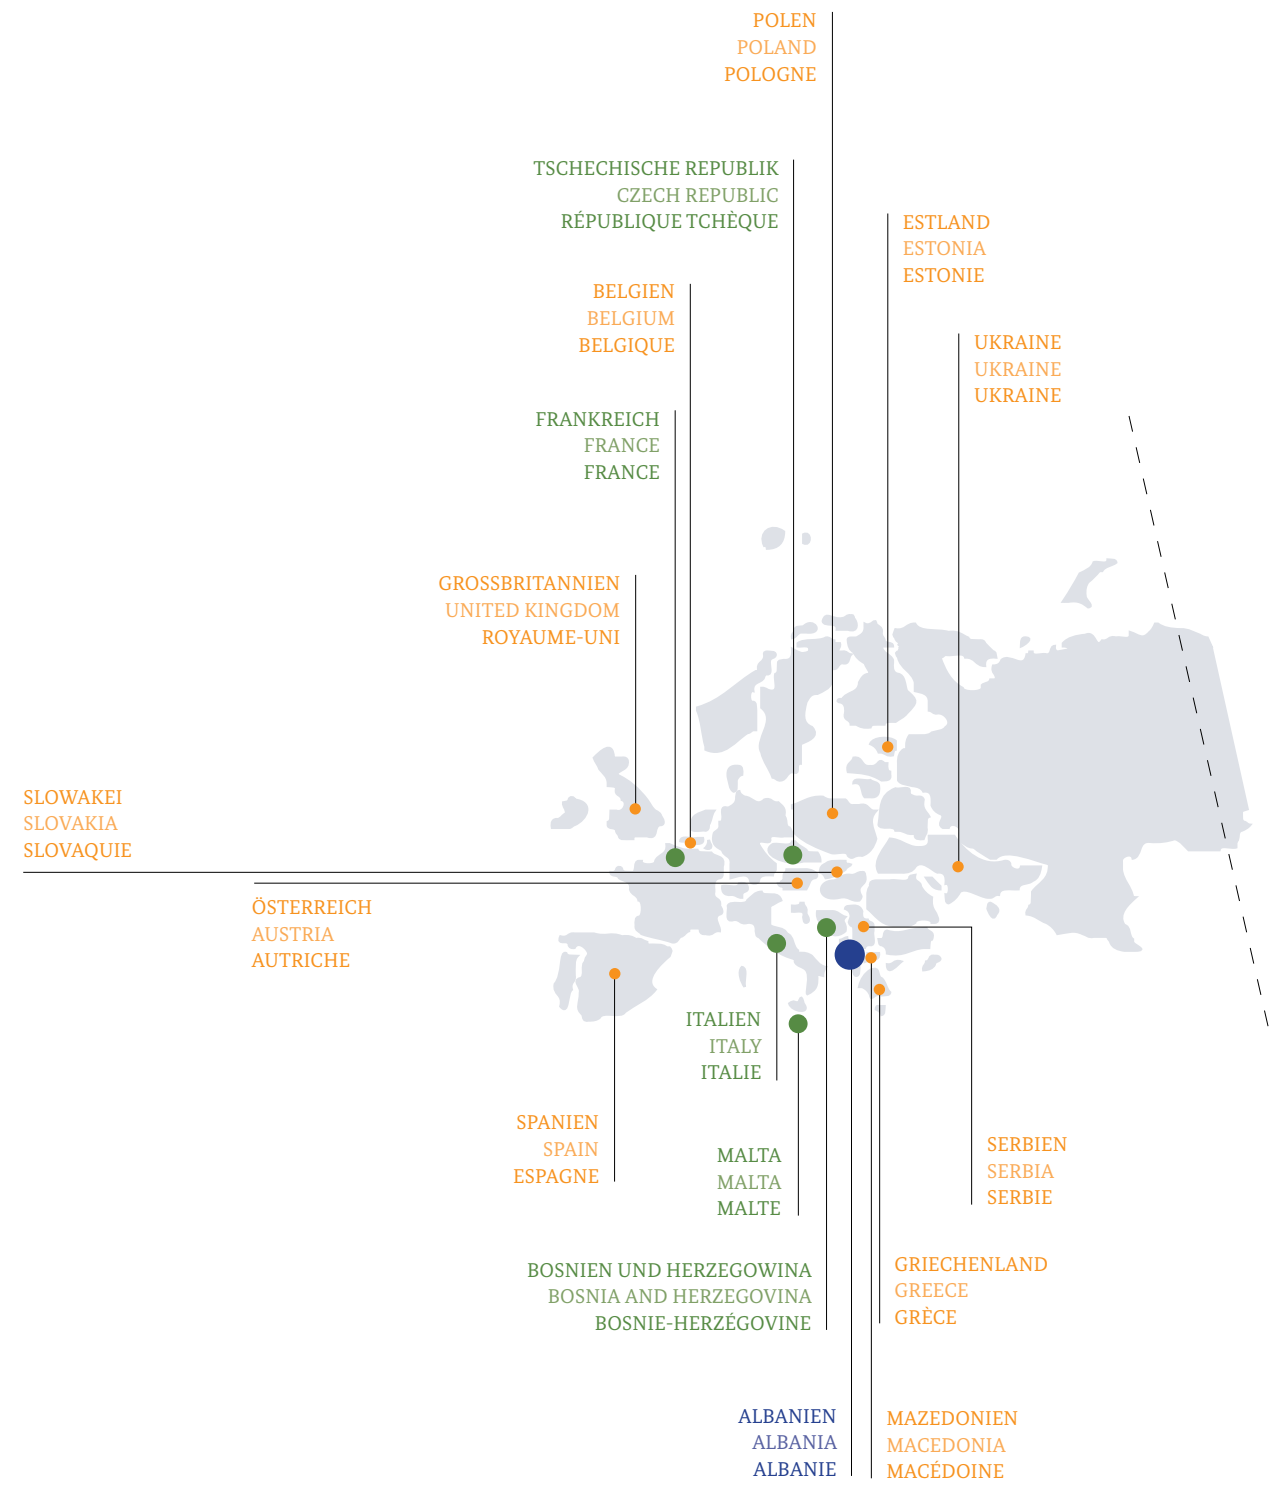 POLEN
POLAND
POLOGNE
TSCHECHISCHE REPUBLIK
CZECH REPUBLIC
RÉPUBLIQUE TCHÈQUE
ESTLAND
ESTONIA
ESTONIE
BELGIEN
BELGIUM
BELGIQUE
UKRAINE
UKRAINE
UKRAINE
FRANKREICH
FRANCE
FRANCE
GROSSBRITANNIEN
UNITED KINGDOM
ROYAUME-UNI
SLOWAKEI
SLOVAKIA
SLOVAQUIE
ÖSTERREICH
AUSTRIA
AUTRICHE
ITALIEN
ITALY
ITALIE
SPANIEN
SPAIN
ESPAGNE
MALTA
MALTA
MALTE
SERBIEN
SERBIA
SERBIE
BOSNIEN UND HERZEGOWINA
BOSNIA AND HERZEGOVINA
BOSNIE-HERZÉGOVINE
GRIECHENLAND
GREECE
GRÈCE
ALBANIEN
ALBANIA
ALBANIE
MAZEDONIEN
MACEDONIA
MACÉDOINE